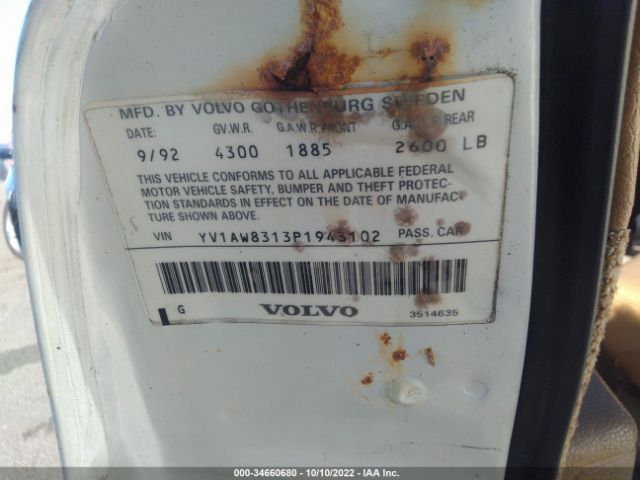 MFD. BY VOLVO GOTHENBURG SWEDEN
DATE: G.V.W.R. G.A.W.R. FRONT G.A.W.R. REAR
9/92 4300 1885 2600 LB
THIS VEHICLE CONFORMS TO ALL APPLICABLE FEDERAL
MOTOR VEHICLE SAFETY, BUMPER AND THEFT PROTEC-
TION STANDARDS IN EFFECT ON THE DATE OF MANUFAC-
TURE SHOWN ABOVE.
VIN YV1AW8313P1943102 PASS. CAR
G VOLVO 3514635
000-34660680 - 10/10/2022 - IAA Inc.